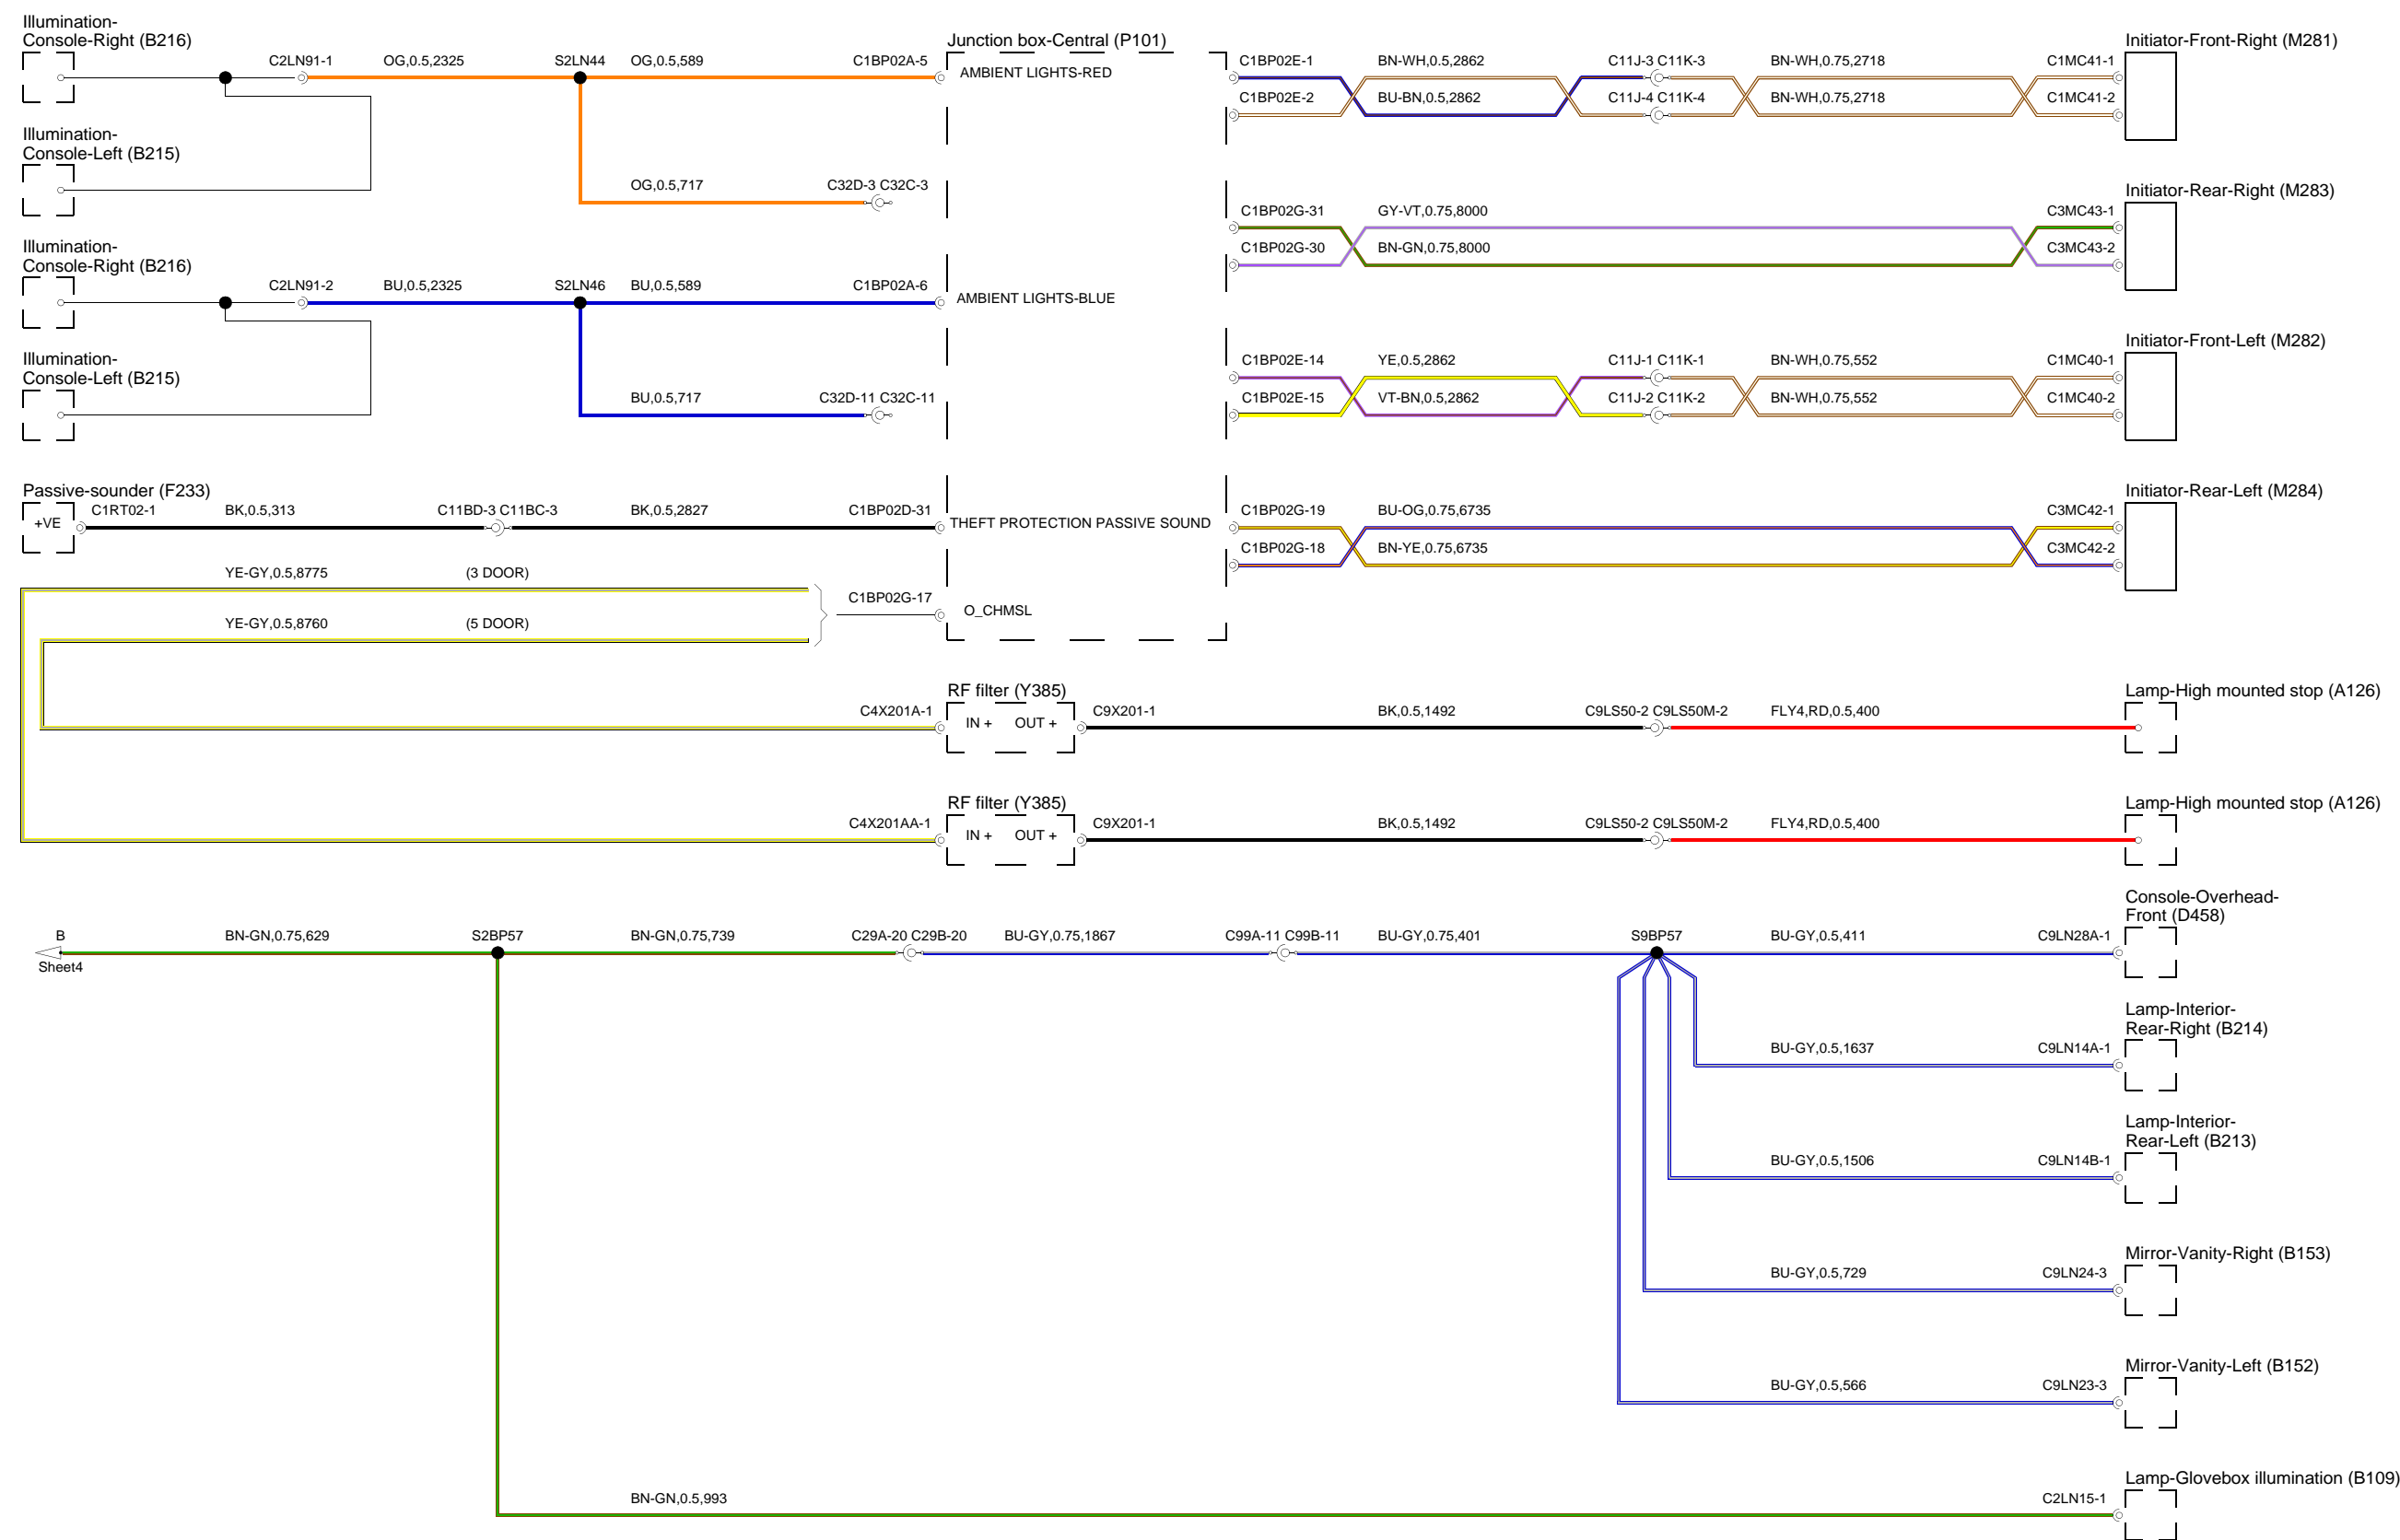 Illumination-
Console-Right (B216)
C2LN91-1 OG,0.5,2325 S2LN44 OG,0.5,589 C1BP02A-5
Illumination-
Console-Left (B215)
OG,0.5,717 C32D-3 C32C-3
Illumination-
Console-Right (B216)
C2LN91-2 BU,0.5,2325 S2LN46 BU,0.5,589 C1BP02A-6
Illumination-
Console-Left (B215)
BU,0.5,717 C32D-11 C32C-11
Passive-sounder (F233)
+VE C1RT02-1 BK,0.5,313 C11BD-3 C11BC-3 BK,0.5,2827 C1BP02D-31
YE-GY,0.5,8775 (3 DOOR)
C1BP02G-17
YE-GY,0.5,8760 (5 DOOR)
Junction box-Central (P101)
AMBIENT LIGHTS-RED
AMBIENT LIGHTS-BLUE
THEFT PROTECTION PASSIVE SOUND
O_CHMSL
Initiator-Front-Right (M281)
C1BP02E-1 BN-WH,0.5,2862 C11J-3 C11K-3 BN-WH,0.75,2718 C1MC41-1
C1BP02E-2 BU-BN,0.5,2862 C11J-4 C11K-4 BN-WH,0.75,2718 C1MC41-2
Initiator-Rear-Right (M283)
C1BP02G-31 GY-VT,0.75,8000 C3MC43-1
C1BP02G-30 BN-GN,0.75,8000 C3MC43-2
Initiator-Front-Left (M282)
C1BP02E-14 YE,0.5,2862 C11J-1 C11K-1 BN-WH,0.75,552 C1MC40-1
C1BP02E-15 VT-BN,0.5,2862 C11J-2 C11K-2 BN-WH,0.75,552 C1MC40-2
Initiator-Rear-Left (M284)
C1BP02G-19 BU-OG,0.75,6735 C3MC42-1
C1BP02G-18 BN-YE,0.75,6735 C3MC42-2
RF filter (Y385) Lamp-High mounted stop (A126)
C4X201A-1 IN + OUT + C9X201-1 BK,0.5,1492 C9LS50-2 C9LS50M-2 FLY4,RD,0.5,400
RF filter (Y385) Lamp-High mounted stop (A126)
C4X201AA-1 IN + OUT + C9X201-1 BK,0.5,1492 C9LS50-2 C9LS50M-2 FLY4,RD,0.5,400
Console-Overhead-
Front (D458)
B BN-GN,0.75,629 S2BP57 BN-GN,0.75,739 C29A-20 C29B-20 BU-GY,0.75,1867 C99A-11 C99B-11 BU-GY,0.75,401 S9BP57 BU-GY,0.5,411 C9LN28A-1
Sheet4
Lamp-Interior-
Rear-Right (B214)
BU-GY,0.5,1637 C9LN14A-1
Lamp-Interior-
Rear-Left (B213)
BU-GY,0.5,1506 C9LN14B-1
Mirror-Vanity-Right (B153)
BU-GY,0.5,729 C9LN24-3
Mirror-Vanity-Left (B152)
BU-GY,0.5,566 C9LN23-3
Lamp-Glovebox illumination (B109)
BN-GN,0.5,993 C2LN15-1